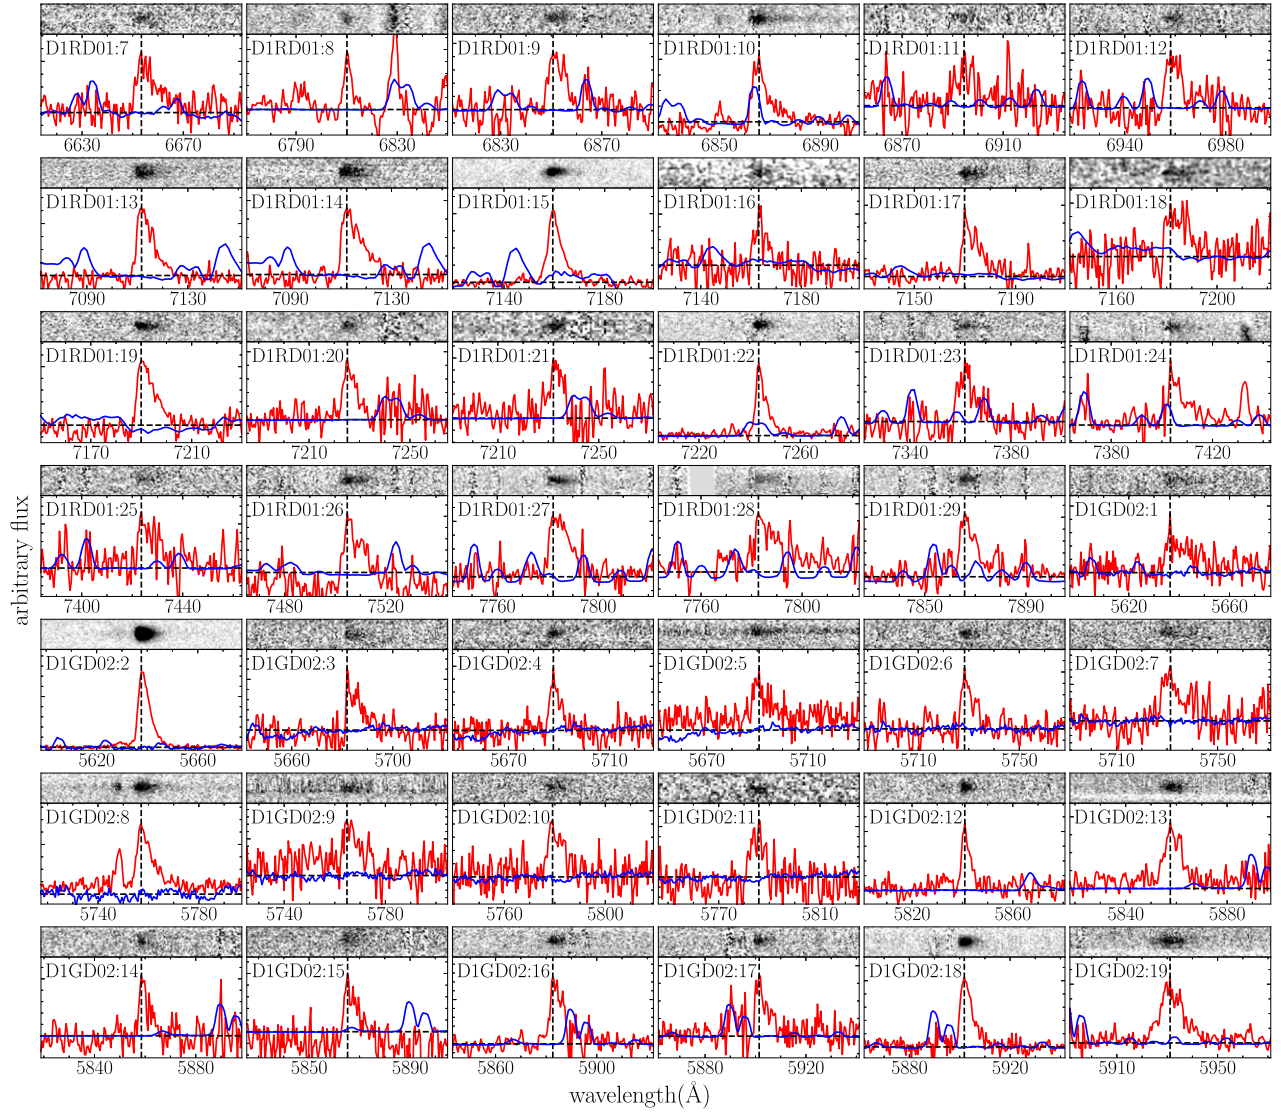 D1RD01:7 D1RD01:8 D1RD01:9 D1RD01:10 D1RD01:11 D1RD01:12
6630 6670 6790 6830 6830 6870 6850 6890 6870 6910 6940 6980
D1RD01:13 D1RD01:14 D1RD01:15 D1RD01:16 D1RD01:17 D1RD01:18
7090 7130 7090 7130 7140 7180 7140 7180 7150 7190 7160 7200
D1RD01:19 D1RD01:20 D1RD01:21 D1RD01:22 D1RD01:23 D1RD01:24
7170 7210 7210 7250 7210 7250 7220 7260 7340 7380 7380 7420
D1RD01:25 D1RD01:26 D1RD01:27 D1RD01:28 D1RD01:29 D1GD02:1
7400 7440 7480 7520 7760 7800 7760 7800 7850 7890 5620 5660
arbitrary flux
D1GD02:2 D1GD02:3 D1GD02:4 D1GD02:5 D1GD02:6 D1GD02:7
5620 5660 5660 5700 5670 5710 5670 5710 5710 5750 5710 5750
D1GD02:8 D1GD02:9 D1GD02:10 D1GD02:11 D1GD02:12 D1GD02:13
5740 5780 5740 5780 5760 5800 5770 5810 5820 5860 5840 5880
D1GD02:14 D1GD02:15 D1GD02:16 D1GD02:17 D1GD02:18 D1GD02:19
5840 5880 5850 5890 5860 5900 5880 5920 5880 5920 5910 5950
wavelength(Å)